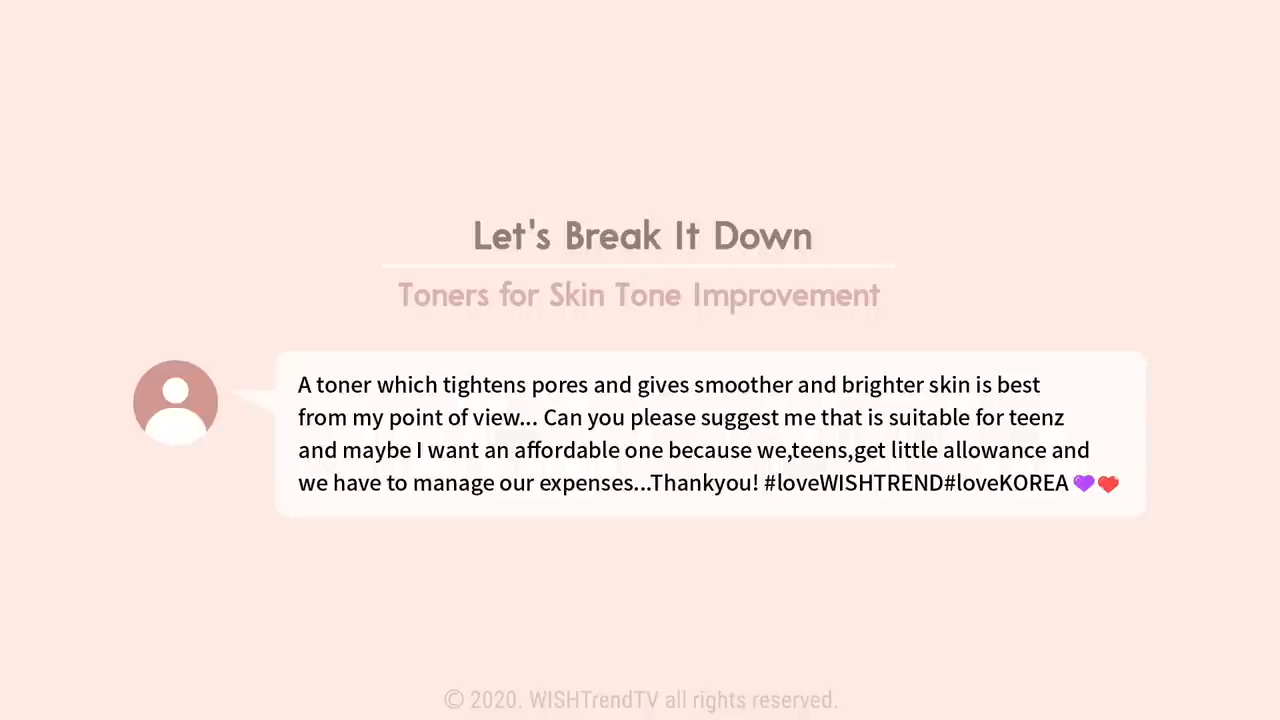 Let's Break It Down
Toners for Skin Tone Improvement
A toner which tightens pores and gives smoother and brighter skin is best
from my point of view... Can you please suggest me that is suitable for teenz
and maybe I want an affordable one because we,teens,get little allowance and
we have to manage our expenses...Thankyou! #loveWISHTREND#loveKOREA 💜❤️
© 2020. WISHTrendTV all rights reserved.